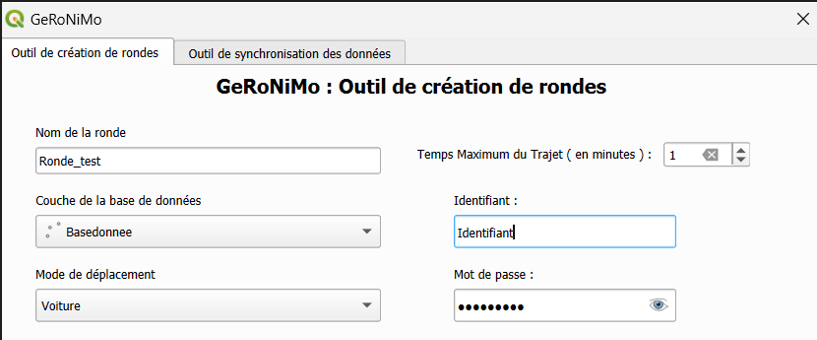 GeRoNiMo
Outil de création de rondes
Outil de synchronisation des données
GeRoNiMo : Outil de création de rondes
Nom de la ronde
Ronde_test
Temps Maximum du Trajet ( en minutes ) :
1
Couche de la base de données
Basedonnee
Identifiant :
Identifiant
Mode de déplacement
Voiture
Mot de passe :
●●●●●●●●●